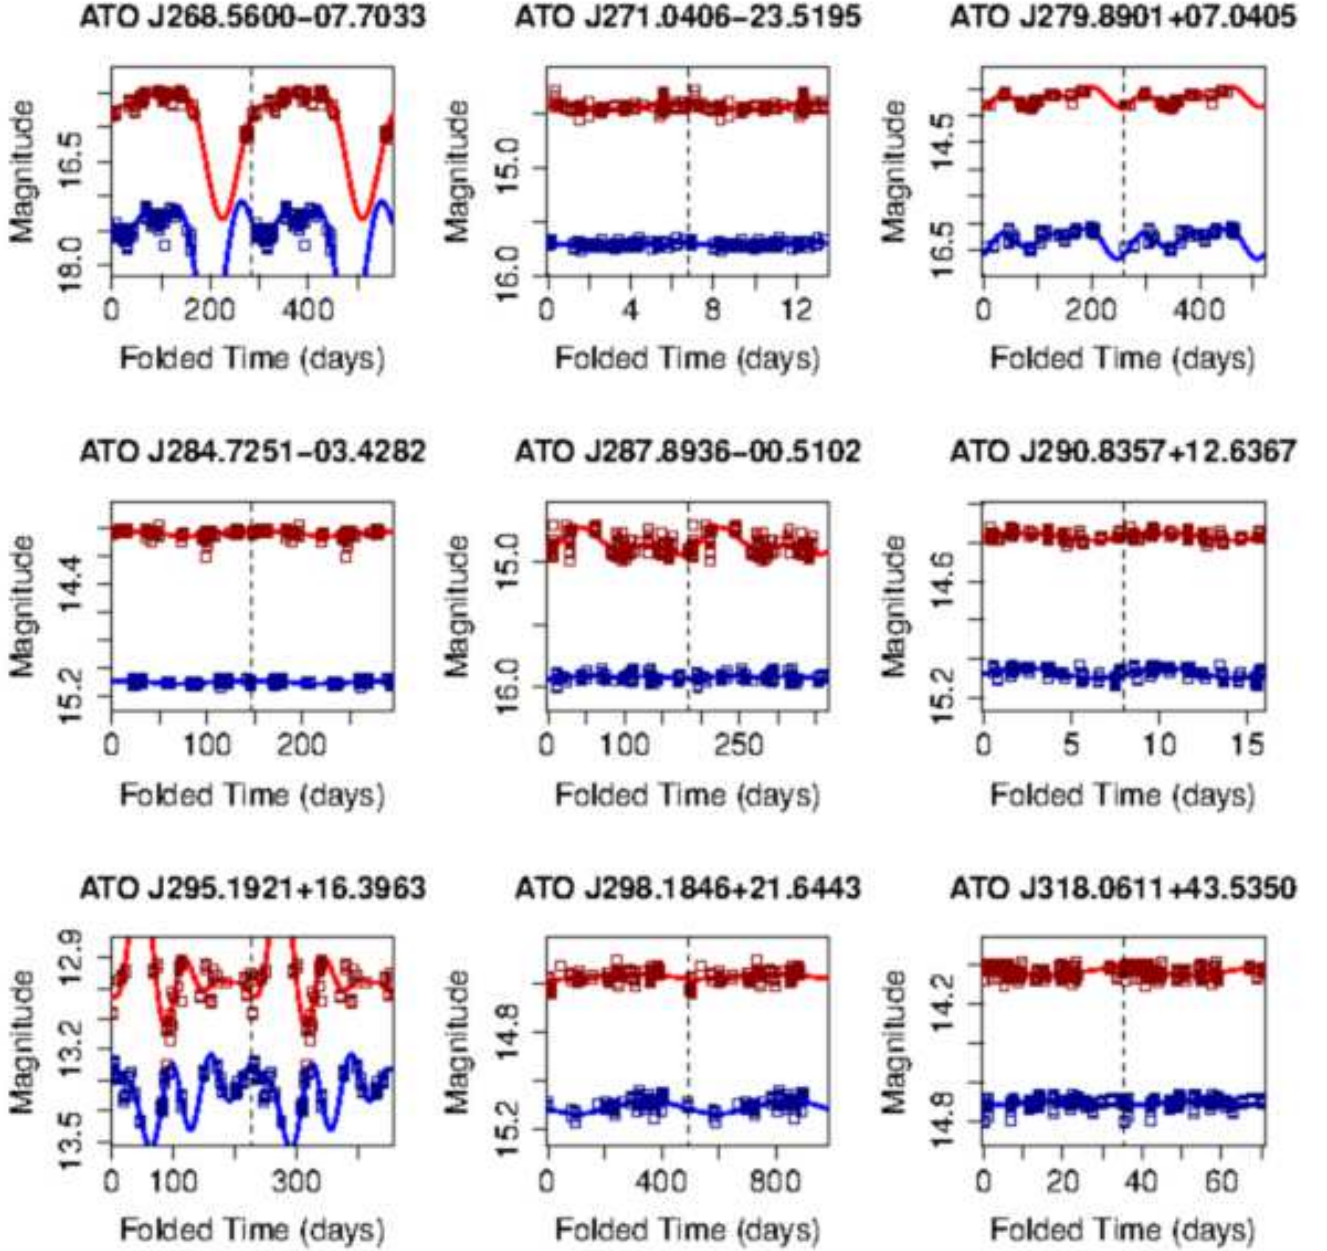 ATO J268.5600−07.7033
Magnitude
16.5
18.0
0 200 400
Folded Time (days)
ATO J271.0406−23.5195
Magnitude
15.0
16.0
0 4 8 12
Folded Time (days)
ATO J279.8901+07.0405
Magnitude
14.5
16.5
0 200 400
Folded Time (days)
ATO J284.7251−03.4282
Magnitude
14.4
15.2
0 100 200
Folded Time (days)
ATO J287.8936−00.5102
Magnitude
15.0
16.0
0 100 250
Folded Time (days)
ATO J290.8357+12.6367
Magnitude
14.6
15.2
0 5 10 15
Folded Time (days)
ATO J295.1921+16.3963
Magnitude
12.9
13.2
13.5
0 100 300
Folded Time (days)
ATO J298.1846+21.6443
Magnitude
14.8
15.2
0 400 800
Folded Time (days)
ATO J318.0611+43.5350
Magnitude
14.2
14.8
0 20 40 60
Folded Time (days)